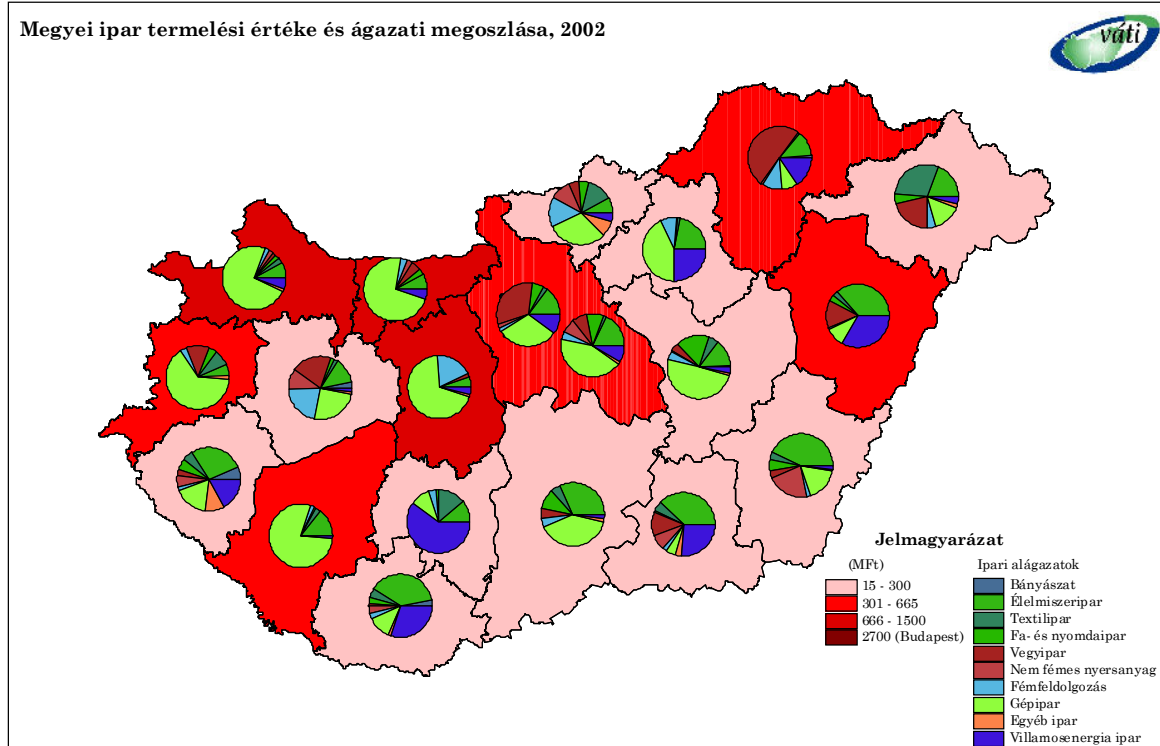 Megyei ipar termelési értéke és ágazati megoszlása, 2002
váti
Jelmagyarázat
(MFt)
15 - 300
301 - 665
666 - 1500
2700 (Budapest)
Ipari alágazatok
Bányászat
Élelmiszeripar
Textilipar
Fa- és nyomdaipar
Vegyipar
Nem fémes nyersanyag
Fémfeldolgozás
Gépipar
Egyéb ipar
Villamosenergia ipar